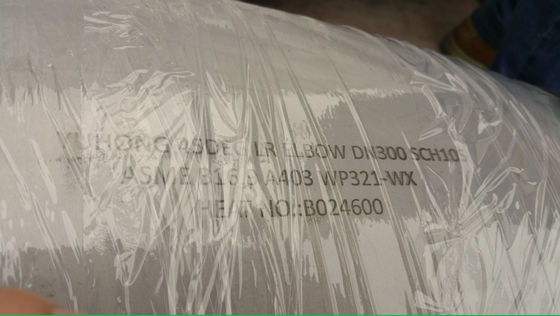 YUHONG 45DEG LR ELBOW DN300 SCH10S
ASME B16.9 A403 WP321-WX
HEAT NO.:B024600